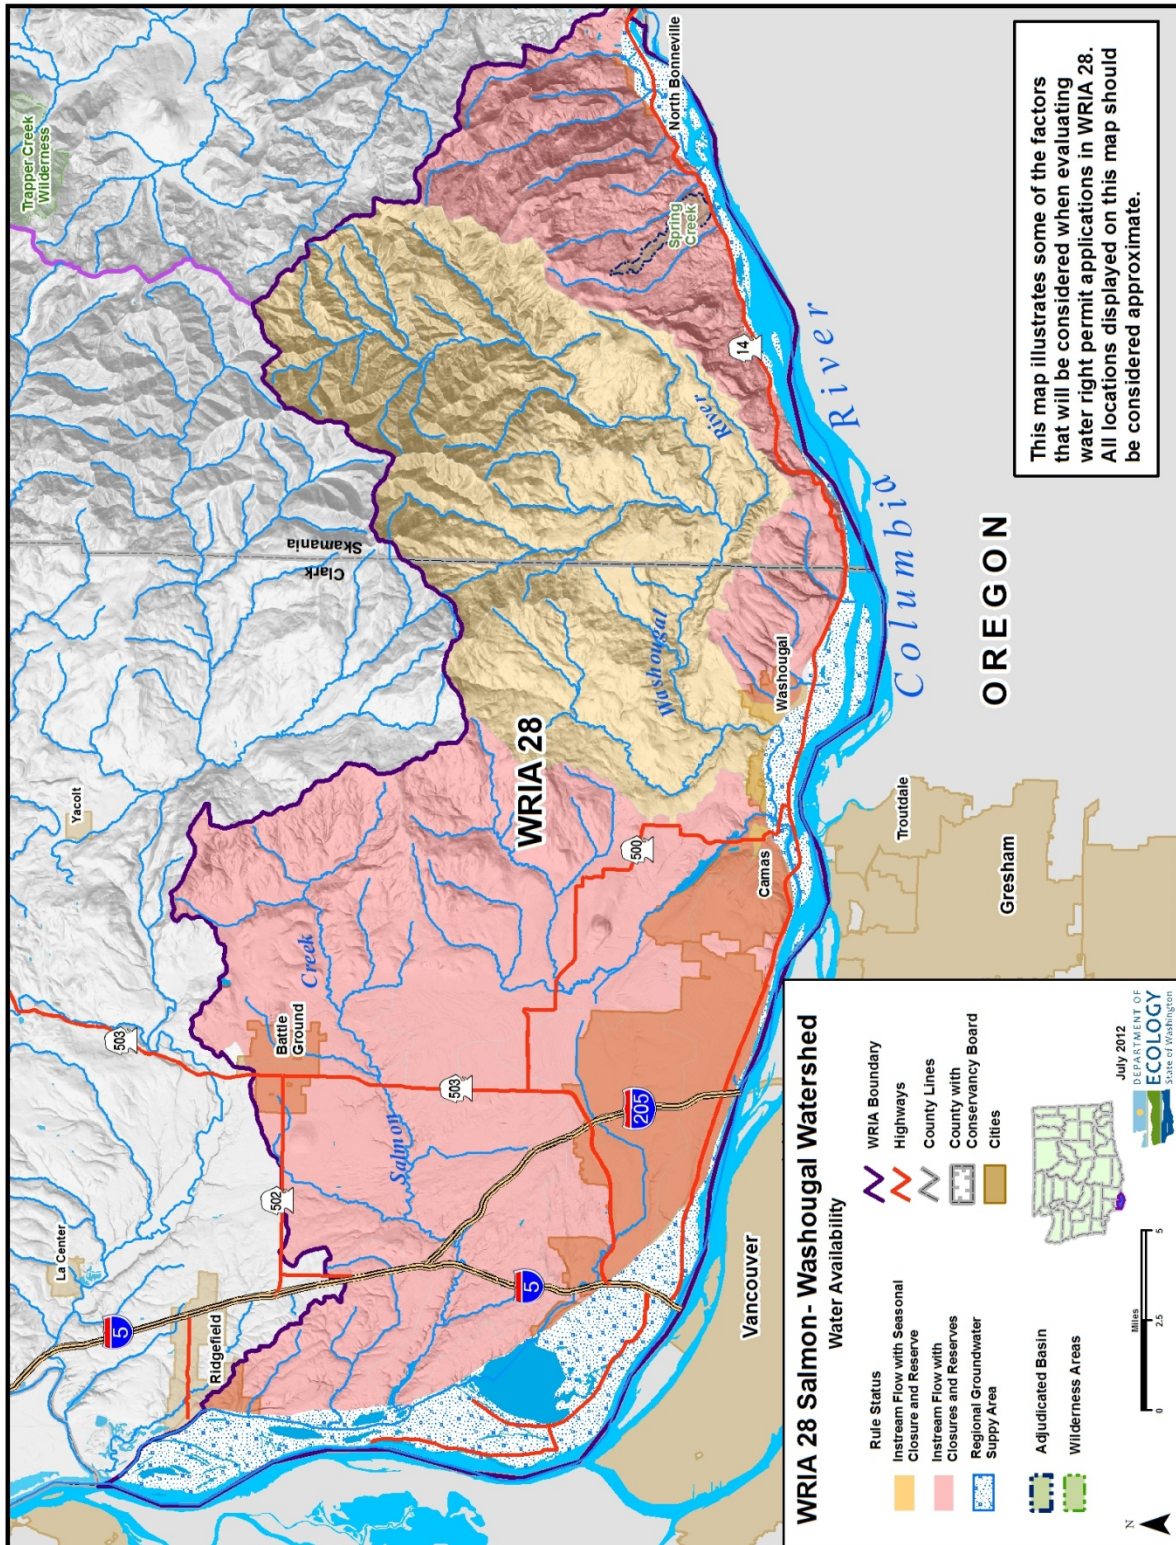 Trapper Creek
Wilderness
Yacolt
La Center
Ridgefield
503
5
502
Battle
Ground
Creek
Salmon
503
Clark
Skamania
WRIA 28
500
205
5
Washougal
River
Spring
Creek
North Bonneville
14
Washougal
Camas
Columbia
River
Vancouver
Troutdale
Gresham
OREGON
This map illustrates some of the factors
that will be considered when evaluating
water right permit applications in WRIA 28.
All locations displayed on this map should
be considered approximate.
WRIA 28 Salmon- Washougal Watershed
Water Availability
Rule Status
Instream Flow with Seasonal
Closure and Reserve
Instream Flow with
Closures and Reserves
Regional Groundwater
Suppy Area
Adjudicated Basin
Wilderness Areas
WRIA Boundary
Highways
County Lines
County with
Conservancy Board
Cities
N
Miles
0
2.5
5
July 2012
DEPARTMENT OF
ECOLOGY
State of Washington